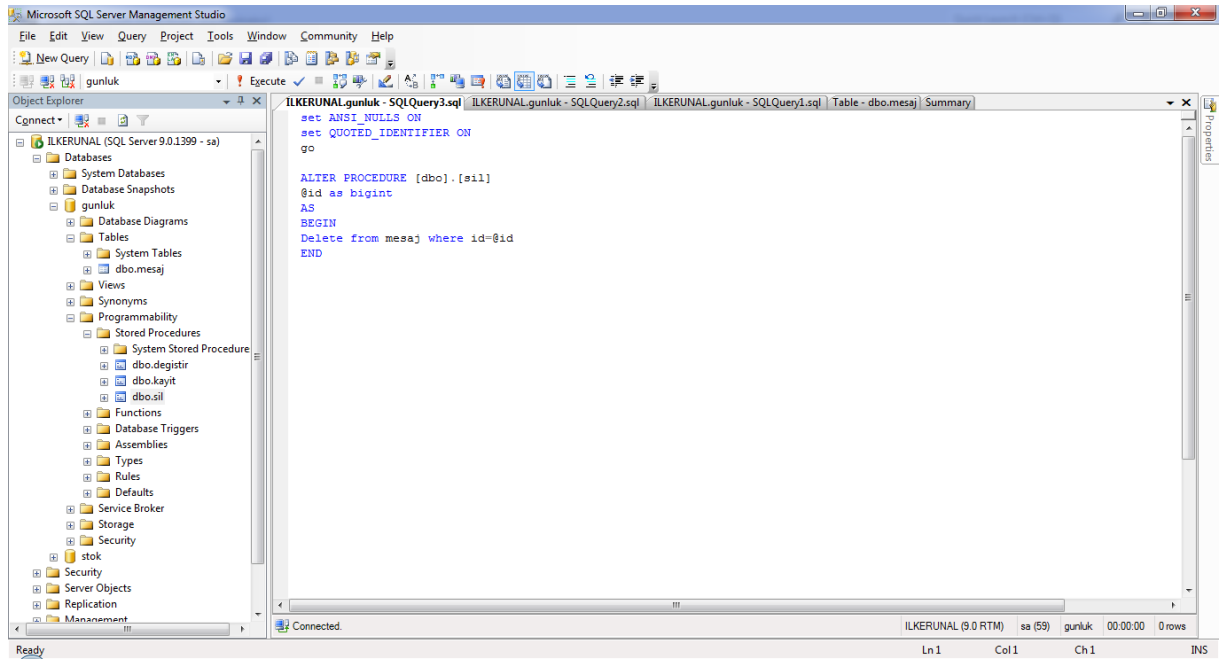 Microsoft SQL Server Management Studio
File Edit View Query Project Tools Window Community Help
New Query
gunluk Execute
Object Explorer
Connect
ILKERUNAL (SQL Server 9.0.1399 - sa)
Databases
System Databases
Database Snapshots
gunluk
Database Diagrams
Tables
System Tables
dbo.mesaj
Views
Synonyms
Programmability
Stored Procedures
System Stored Procedure
dbo.degistir
dbo.kayit
dbo.sil
Functions
Database Triggers
Assemblies
Types
Rules
Defaults
Service Broker
Storage
Security
stok
Security
Server Objects
Replication
Management
ILKERUNAL.gunluk - SQLQuery3.sql ILKERUNAL.gunluk - SQLQuery2.sql ILKERUNAL.gunluk - SQLQuery1.sql Table - dbo.mesaj Summary
set ANSI_NULLS ON
set QUOTED_IDENTIFIER ON
go
ALTER PROCEDURE [dbo].[sil]
@id as bigint
AS
BEGIN
Delete from mesaj where id=@id
END
Properties
Connected. ILKERUNAL (9.0 RTM) sa (59) gunluk 00:00:00 0 rows
Ready Ln 1 Col 1 Ch 1 INS